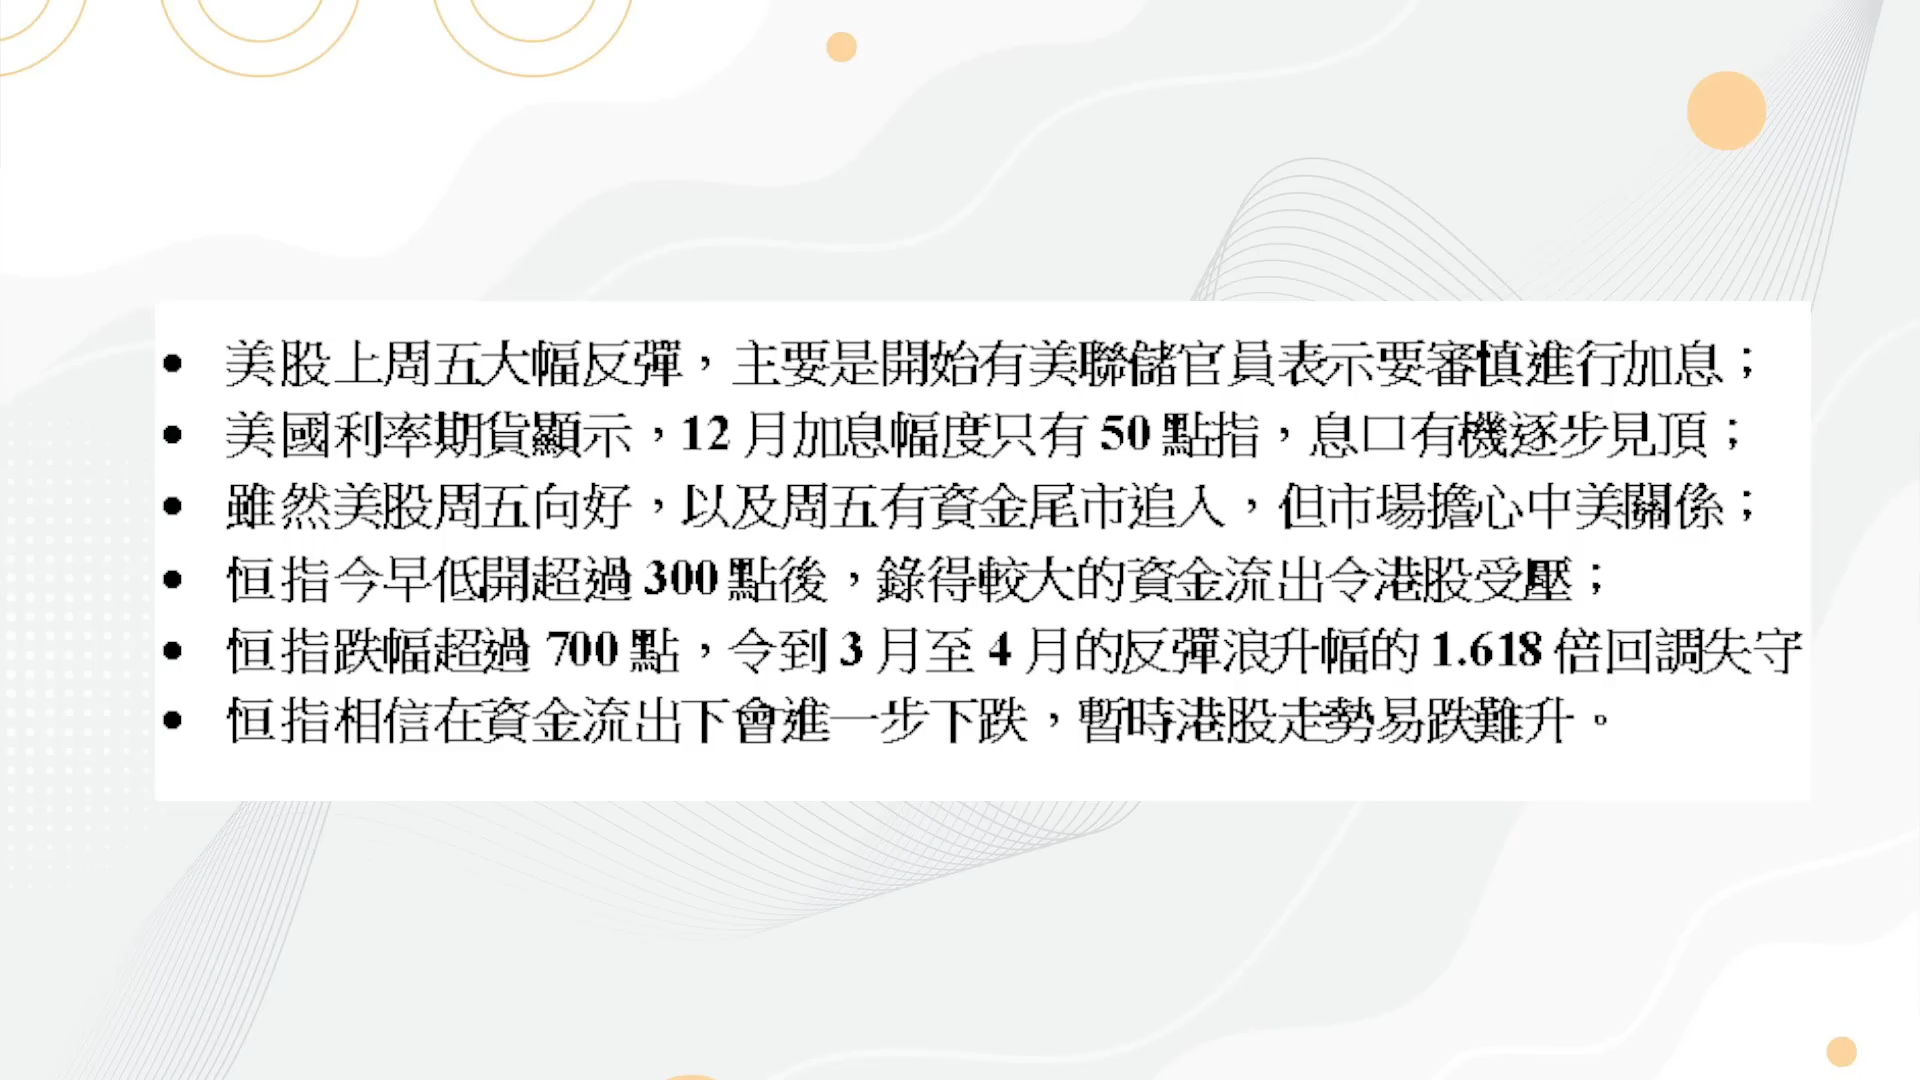 • 美股上周五大幅反彈，主要是開始有美聯儲官員表示要審慎進行加息；
• 美國利率期貨顯示，12 月加息幅度只有 50 點指，息口有機逐步見頂；
• 雖然美股周五向好，以及周五有資金尾市追入，但市場擔心中美關係；
• 恒指今早低開超過 300 點後，錄得較大的資金流出令港股受壓；
• 恒指跌幅超過 700 點，令到 3 月至 4 月的反彈浪升幅的 1.618 倍回調失守
• 恒指相信在資金流出下會進一步下跌，暫時港股走勢易跌難升。